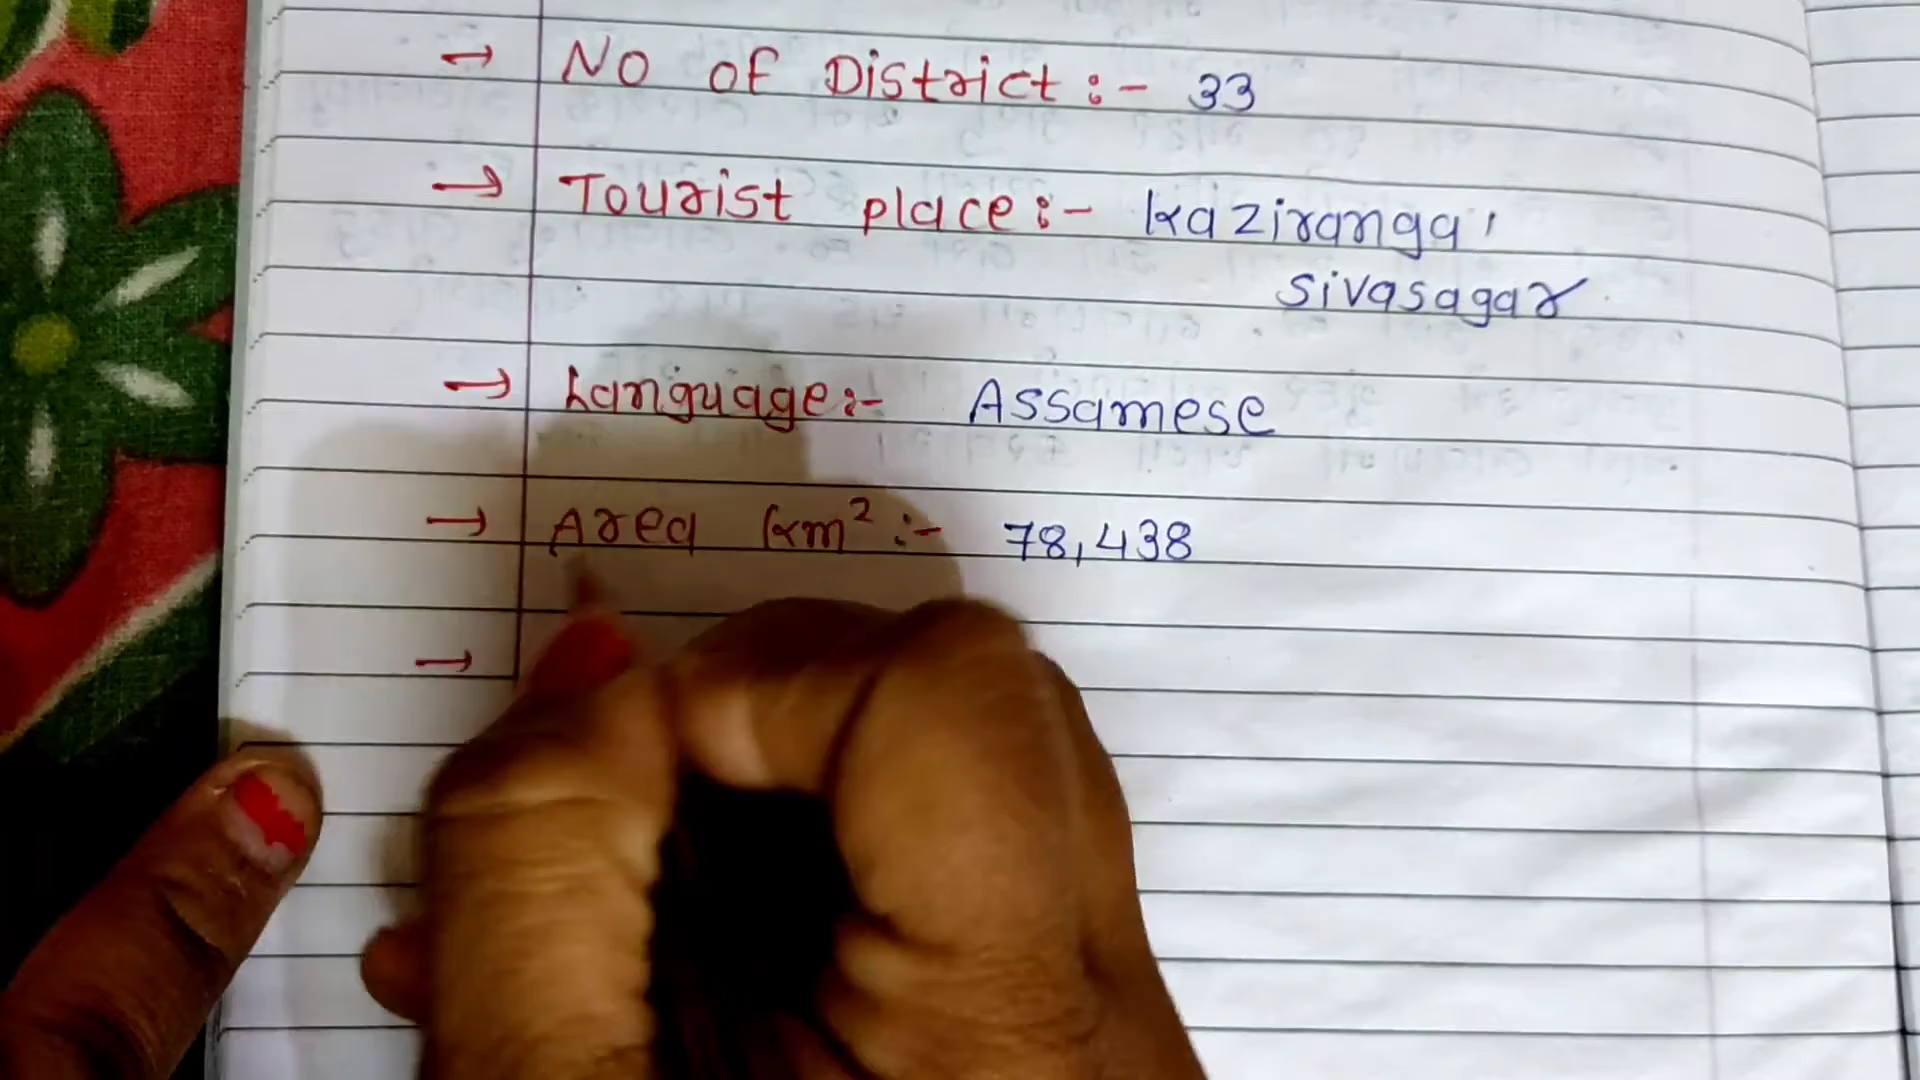 → No of District :- 33
→ Tourist place :- kaziranga,
sivasagar
→ Language :- Assamese
→ Area km² :- 78,438
→